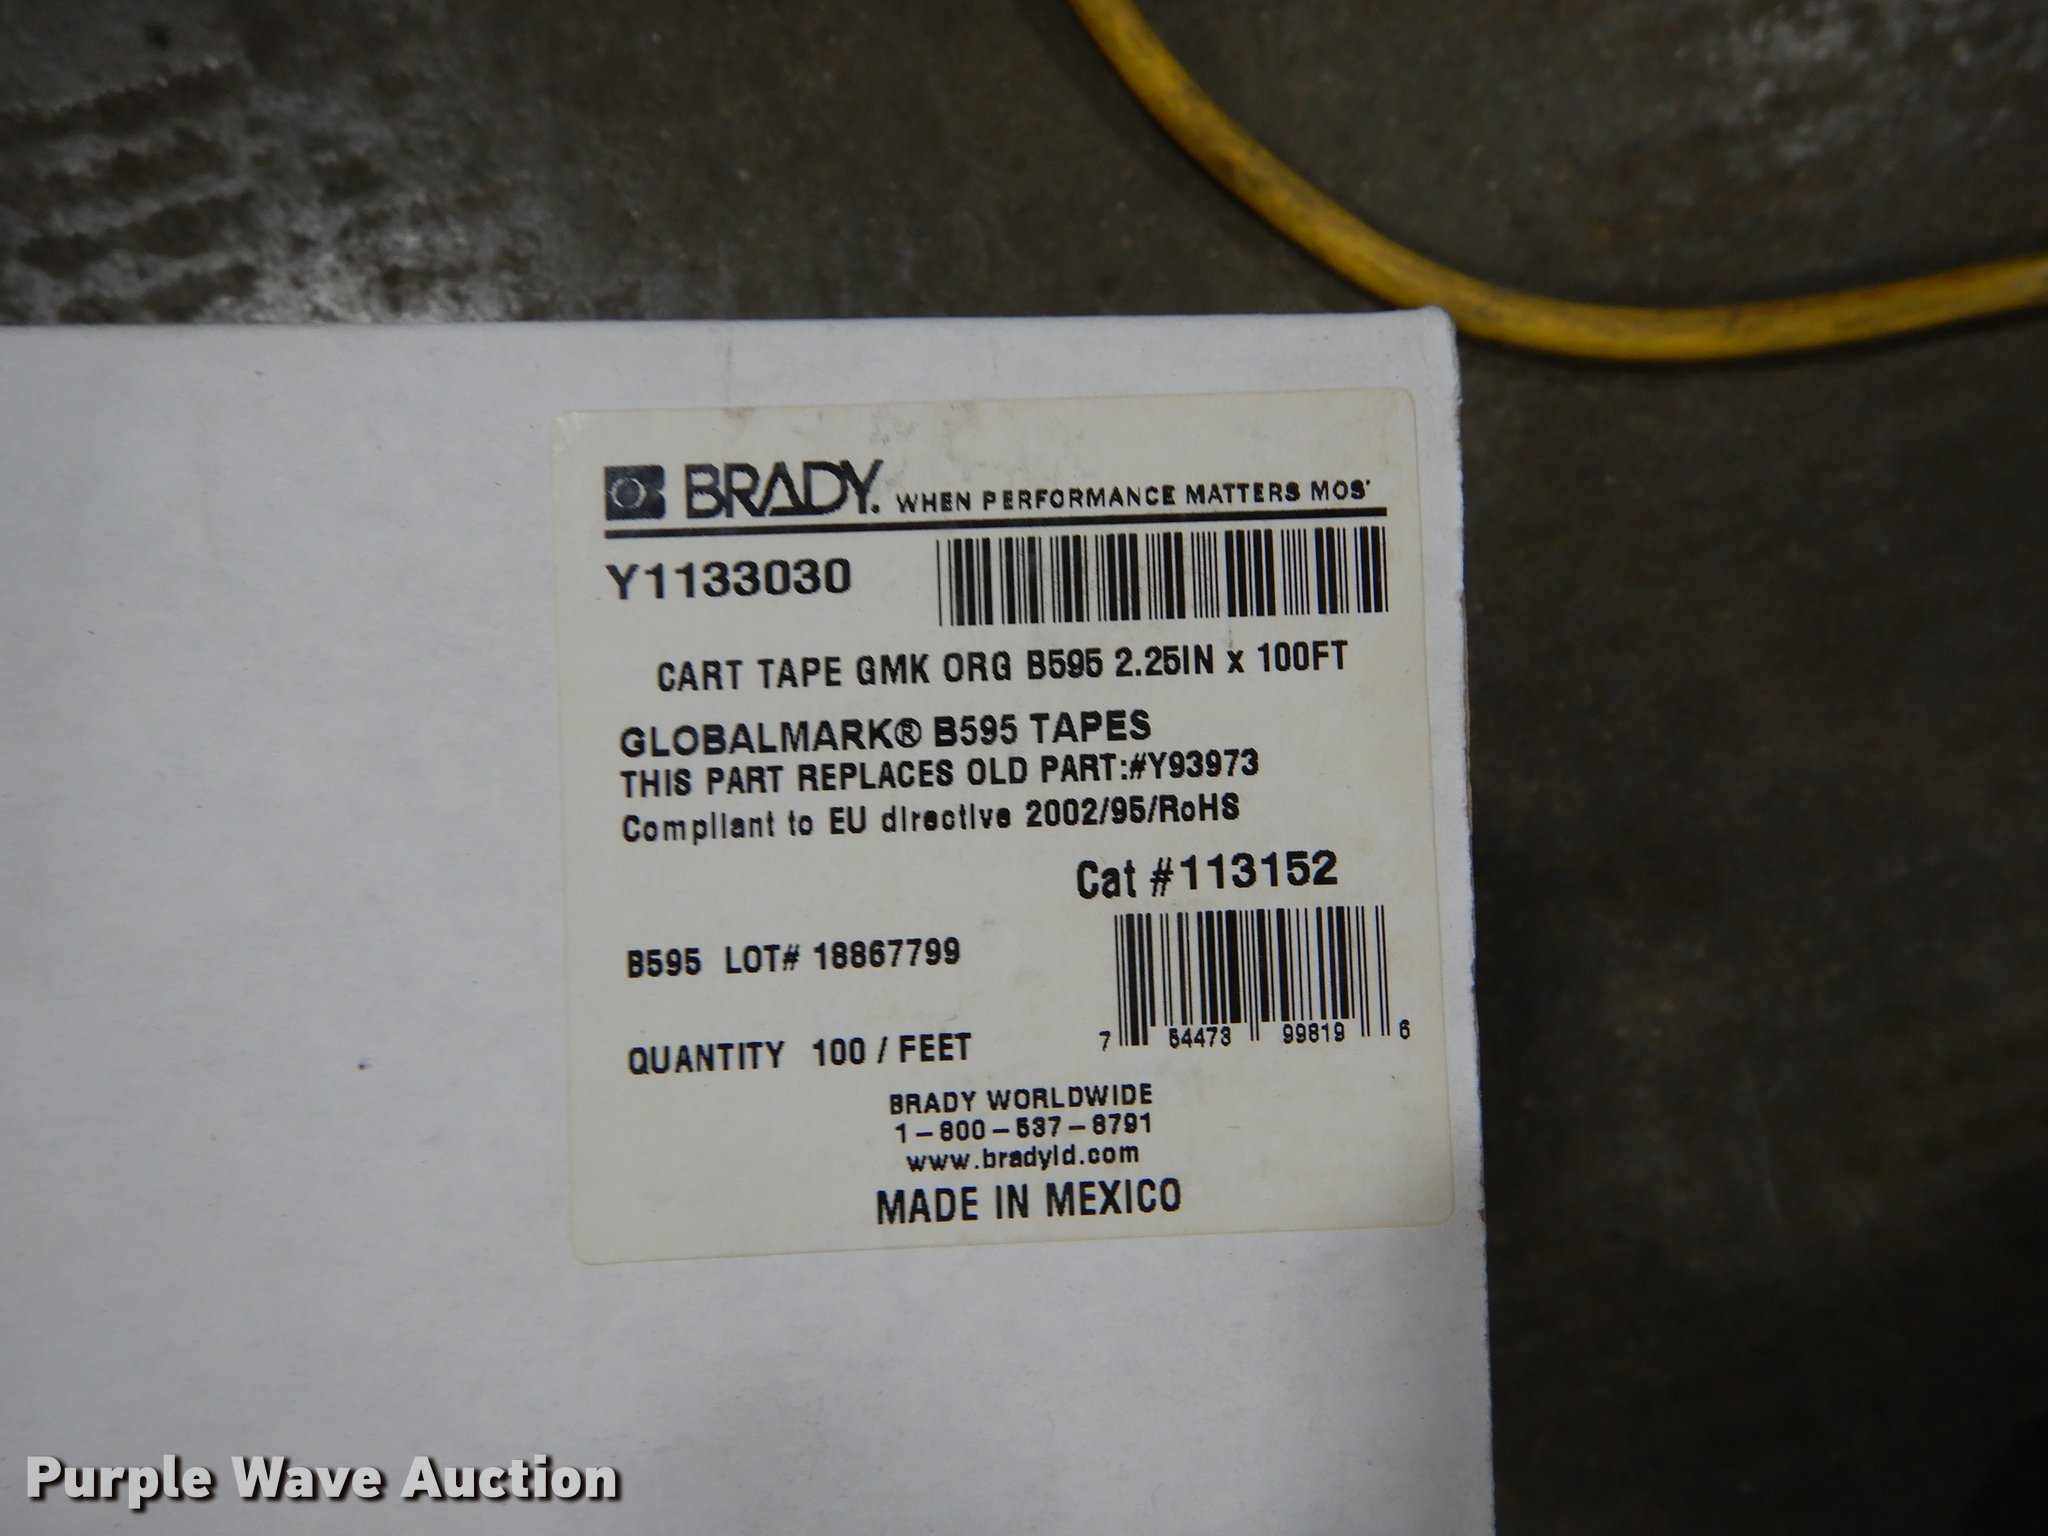 BRADY. WHEN PERFORMANCE MATTERS MOS'
Y1133030
CART TAPE GMK ORG B595 2.25IN x 100FT
GLOBALMARK® B595 TAPES
THIS PART REPLACES OLD PART:#Y93973
Compliant to EU directive 2002/95/RoHS
Cat #113152
B595 LOT# 18867799
7 54473 99819 6
QUANTITY 100 / FEET
BRADY WORLDWIDE
1-800-537-8791
www.bradyid.com
MADE IN MEXICO
Purple Wave Auction